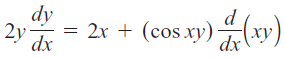 2y dy/dx = 2x + (cos xy) d/dx (xy)